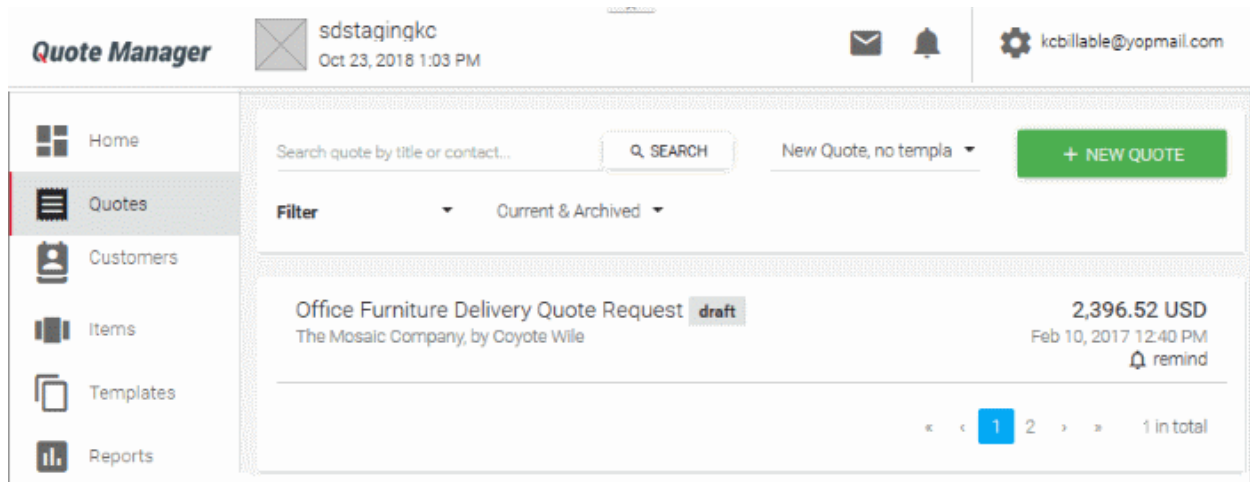 Quote Manager
sdstagingkc
Oct 23, 2018 1:03 PM
kcbillable@yopmail.com
Home
Quotes
Customers
Items
Templates
Reports
Search quote by title or contact...
SEARCH
New Quote, no templa
+ NEW QUOTE
Filter
Current & Archived
Office Furniture Delivery Quote Request draft
The Mosaic Company, by Coyote Wile
2,396.52 USD
Feb 10, 2017 12:40 PM
remind
« ‹ 1 2 › » 1 in total